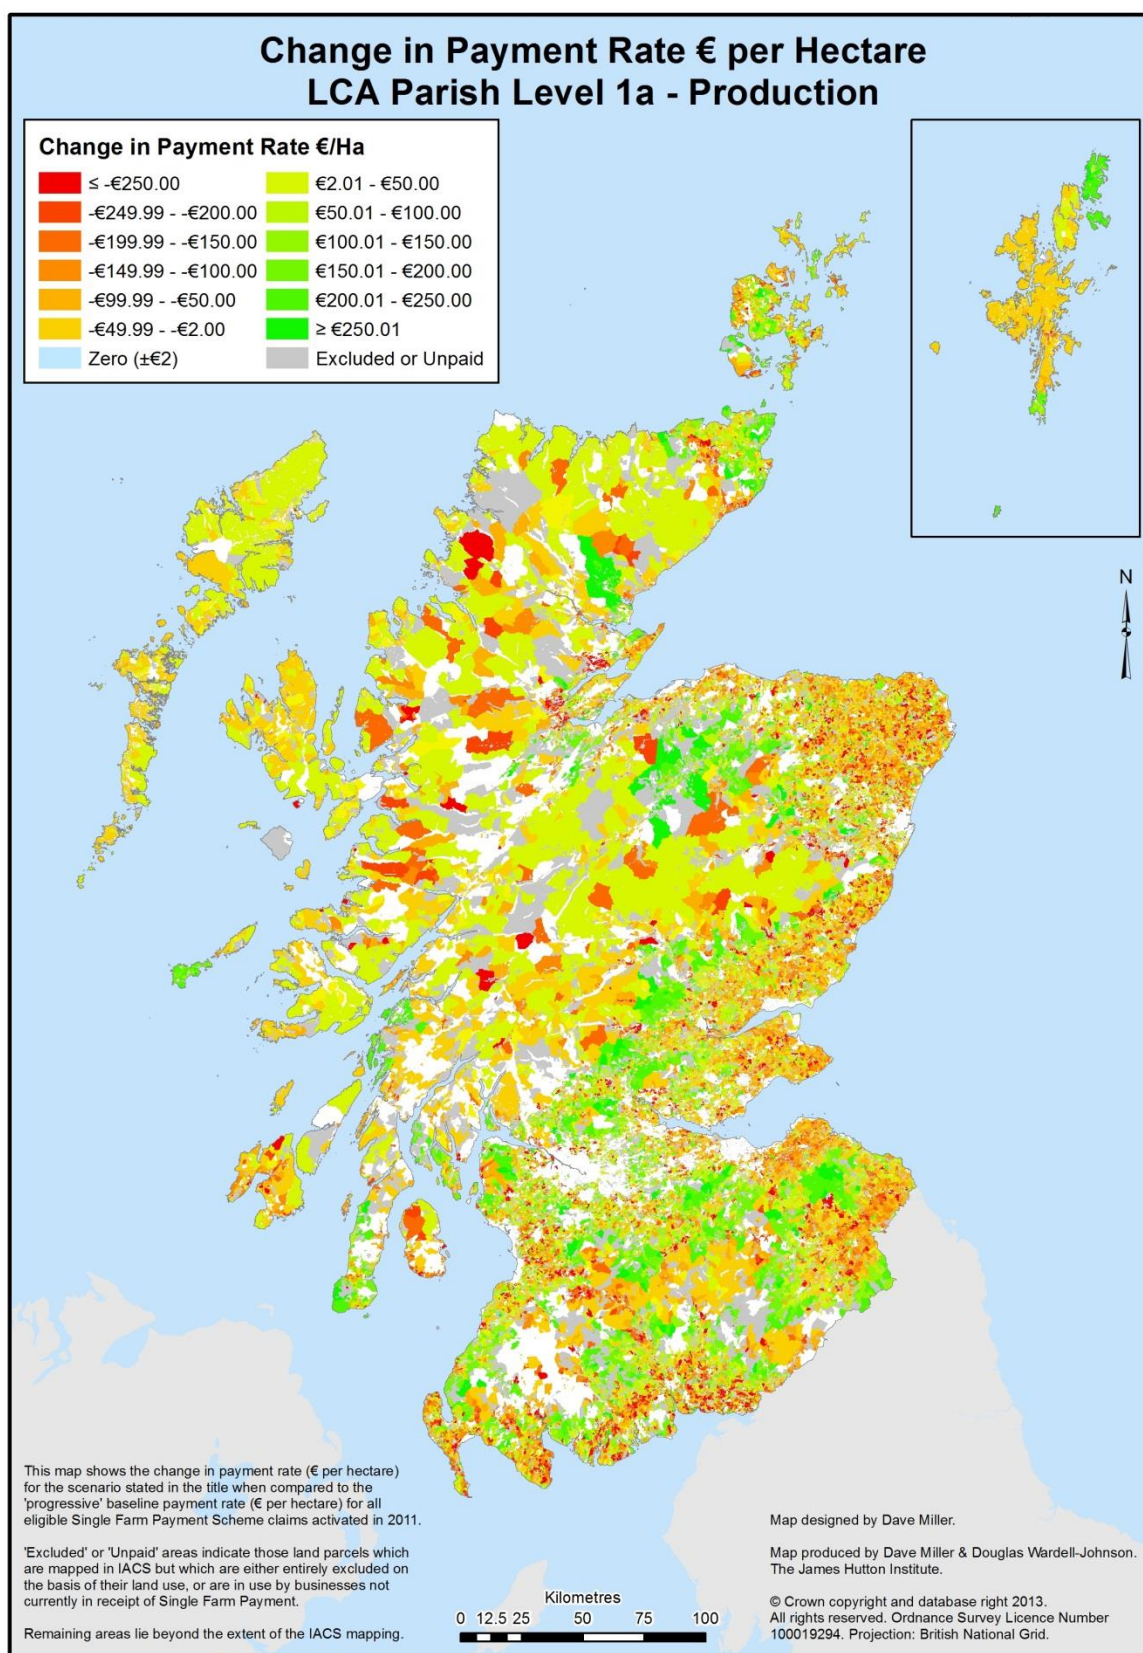 Change in Payment Rate € per Hectare
LCA Parish Level 1a - Production
Change in Payment Rate €/Ha
≤ -€250.00
-€249.99 - -€200.00
-€199.99 - -€150.00
-€149.99 - -€100.00
-€99.99 - -€50.00
-€49.99 - -€2.00
Zero (±€2)
€2.01 - €50.00
€50.01 - €100.00
€100.01 - €150.00
€150.01 - €200.00
€200.01 - €250.00
≥ €250.01
Excluded or Unpaid
N
This map shows the change in payment rate (€ per hectare)
for the scenario stated in the title when compared to the
'progressive' baseline payment rate (€ per hectare) for all
eligible Single Farm Payment Scheme claims activated in 2011.
'Excluded' or 'Unpaid' areas indicate those land parcels which
are mapped in IACS but which are either entirely excluded on
the basis of their land use, or are in use by businesses not
currently in receipt of Single Farm Payment.
Remaining areas lie beyond the extent of the IACS mapping.
Kilometres
0 12.5 25 50 75 100
Map designed by Dave Miller.
Map produced by Dave Miller & Douglas Wardell-Johnson.
The James Hutton Institute.
© Crown copyright and database right 2013.
All rights reserved. Ordnance Survey Licence Number
100019294. Projection: British National Grid.